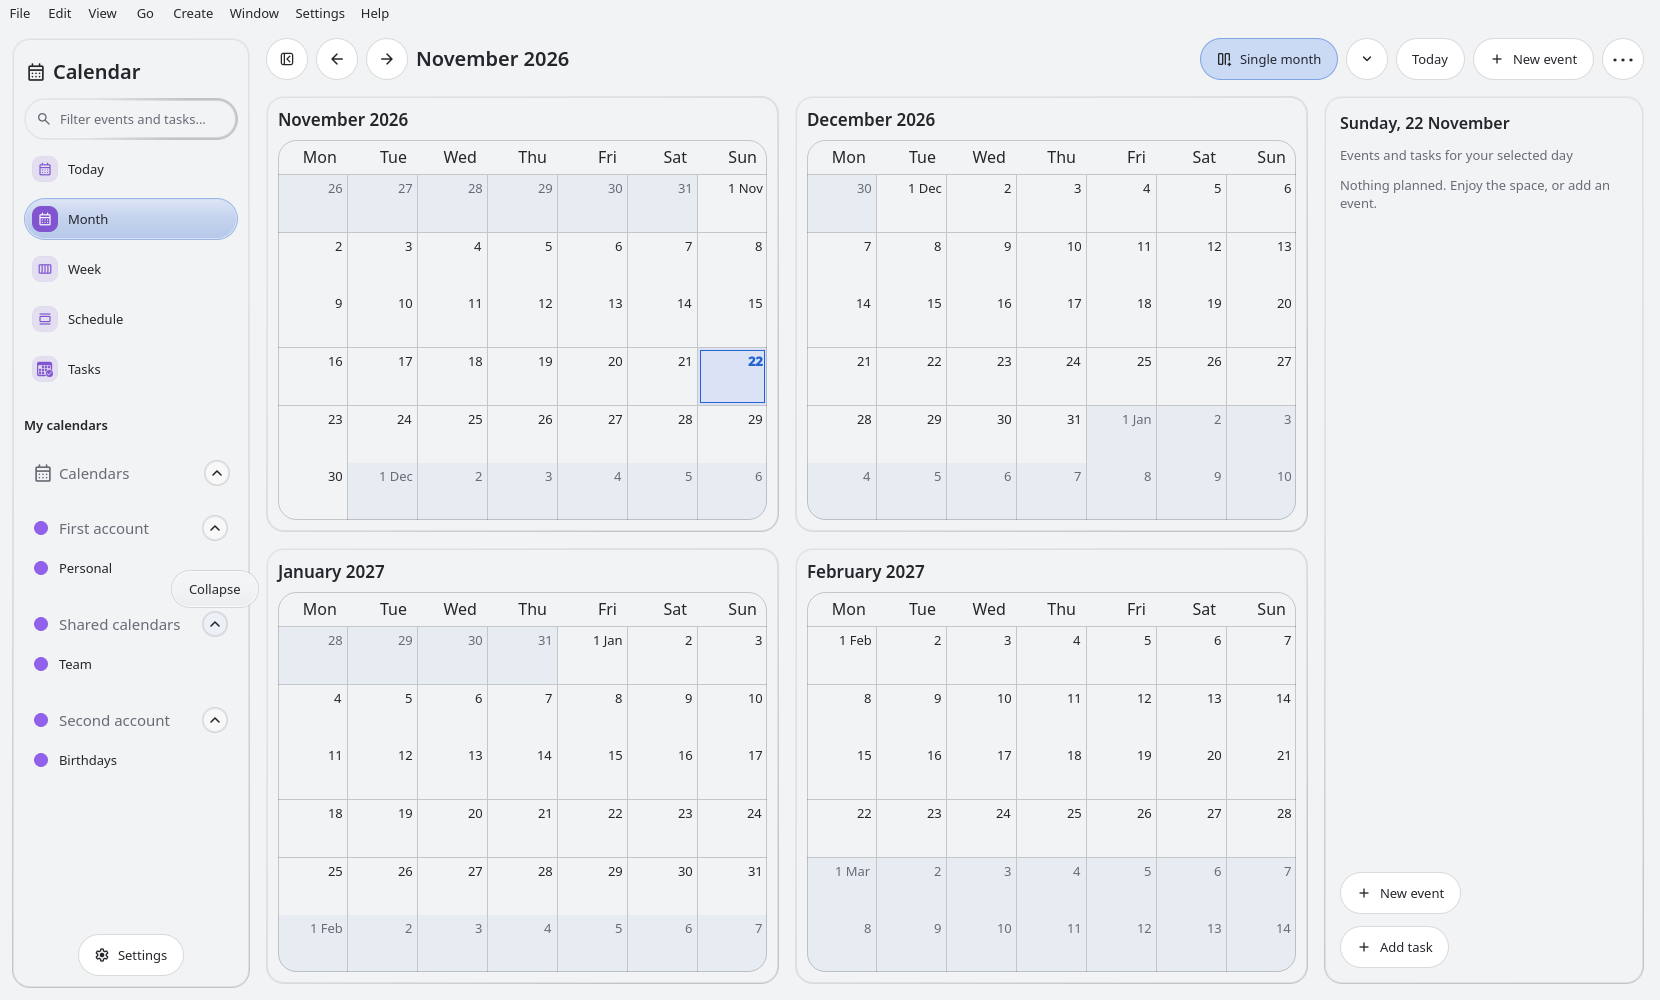 File Edit View Go Create Window Settings Help
Calendar
Filter events and tasks...
Today
Month
Week
Schedule
Tasks
My calendars
Calendars
First account
Personal
Collapse
Shared calendars
Team
Second account
Birthdays
Settings
November 2026
Single month
Today
New event
November 2026
Mon Tue Wed Thu Fri Sat Sun
26 27 28 29 30 31 1 Nov
2 3 4 5 6 7 8
9 10 11 12 13 14 15
16 17 18 19 20 21 22
23 24 25 26 27 28 29
30 1 Dec 2 3 4 5 6
December 2026
Mon Tue Wed Thu Fri Sat Sun
30 1 Dec 2 3 4 5 6
7 8 9 10 11 12 13
14 15 16 17 18 19 20
21 22 23 24 25 26 27
28 29 30 31 1 Jan 2 3
4 5 6 7 8 9 10
January 2027
Mon Tue Wed Thu Fri Sat Sun
28 29 30 31 1 Jan 2 3
4 5 6 7 8 9 10
11 12 13 14 15 16 17
18 19 20 21 22 23 24
25 26 27 28 29 30 31
1 Feb 2 3 4 5 6 7
February 2027
Mon Tue Wed Thu Fri Sat Sun
1 Feb 2 3 4 5 6 7
8 9 10 11 12 13 14
15 16 17 18 19 20 21
22 23 24 25 26 27 28
1 Mar 2 3 4 5 6 7
8 9 10 11 12 13 14
Sunday, 22 November
Events and tasks for your selected day
Nothing planned. Enjoy the space, or add an
event.
New event
Add task